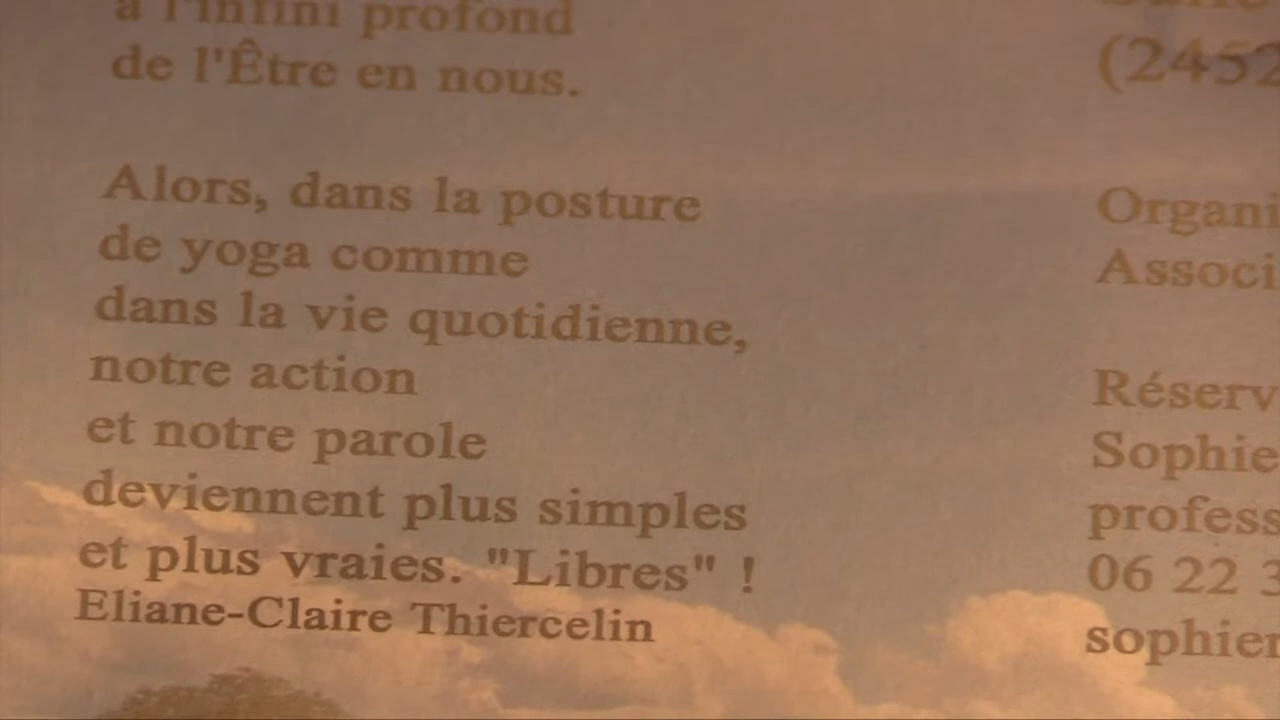 à l'infini profond
de l'Être en nous.
Alors, dans la posture
de yoga comme
dans la vie quotidienne,
notre action
et notre parole
deviennent plus simples
et plus vraies. "Libres" !
Eliane-Claire Thiercelin
(2452
Organi
Associ
Réserv
Sophie
profess
06 22 3
sophier